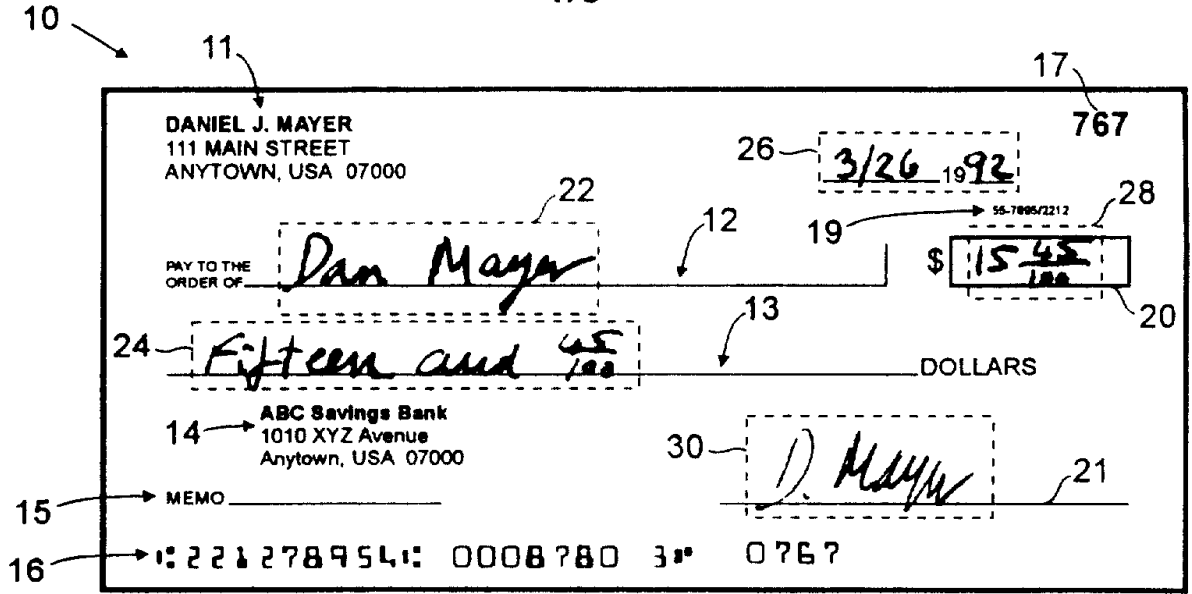 10
11
17
DANIEL J. MAYER
767
111 MAIN STREET
26
3/26 1992
ANYTOWN, USA 07000
22
12
19
55-7895/2212
28
PAY TO THE
ORDER OF
Dan Mayer
$
15 45/100
13
20
24
Fifteen and 45/100
DOLLARS
ABC Savings Bank
14
1010 XYZ Avenue
30
D. Mayer
Anytown, USA 07000
21
15
MEMO
16
⑆221278954⑆ 0008780 3⑈ 0767